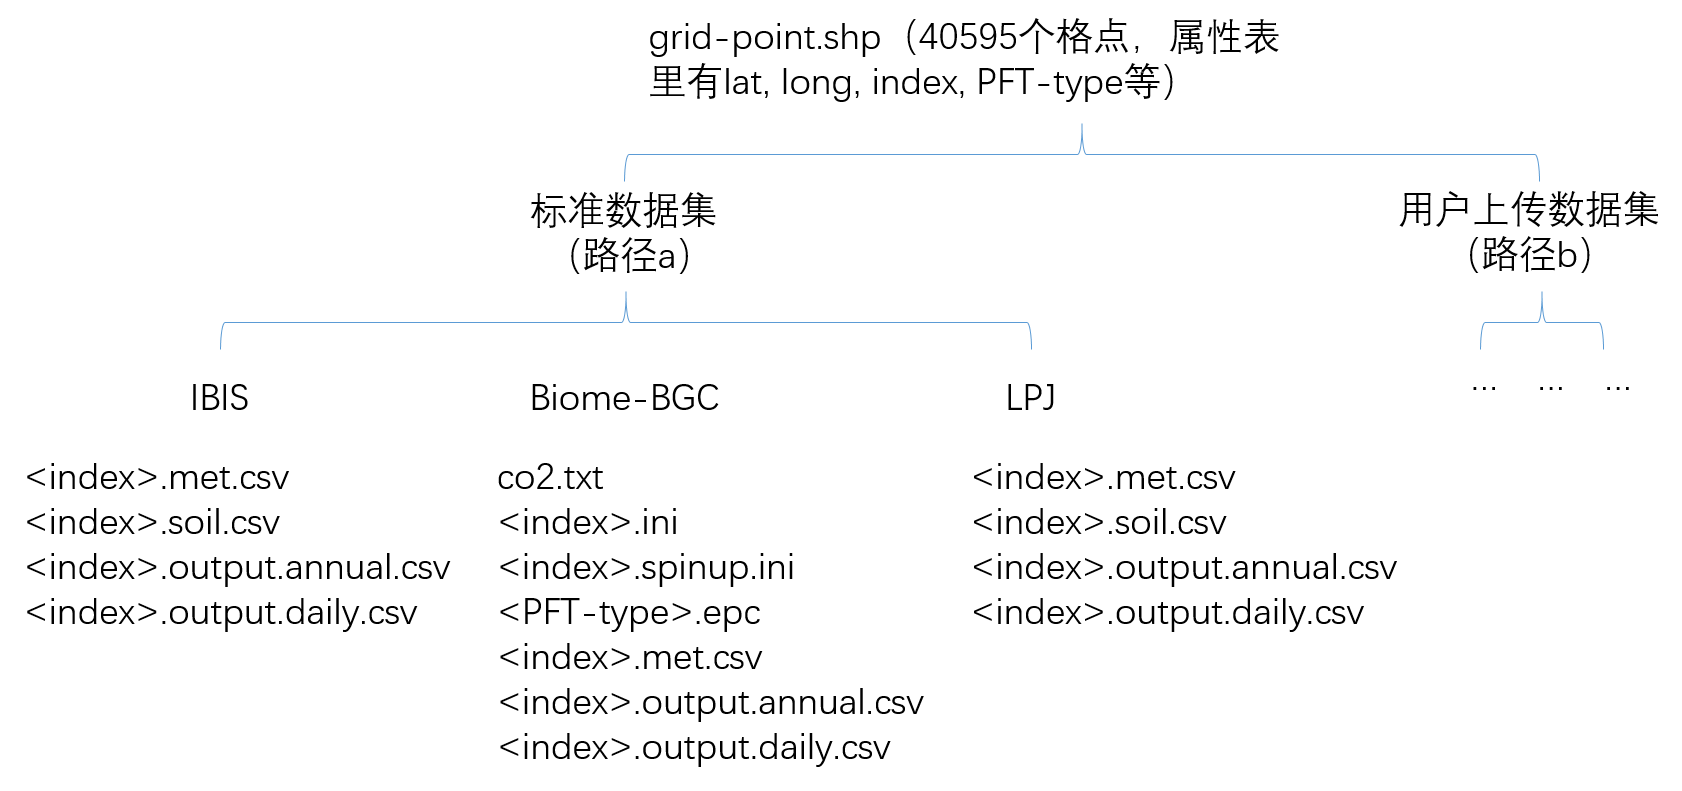 grid-point.shp（40595个格点，属性表
里有lat, long, index, PFT-type等）
标准数据集
（路径a）
用户上传数据集
（路径b）
IBIS
<index>.met.csv
<index>.soil.csv
<index>.output.annual.csv
<index>.output.daily.csv
Biome-BGC
co2.txt
<index>.ini
<index>.spinup.ini
<PFT-type>.epc
<index>.met.csv
<index>.output.annual.csv
<index>.output.daily.csv
LPJ
<index>.met.csv
<index>.soil.csv
<index>.output.annual.csv
<index>.output.daily.csv
... ... ...